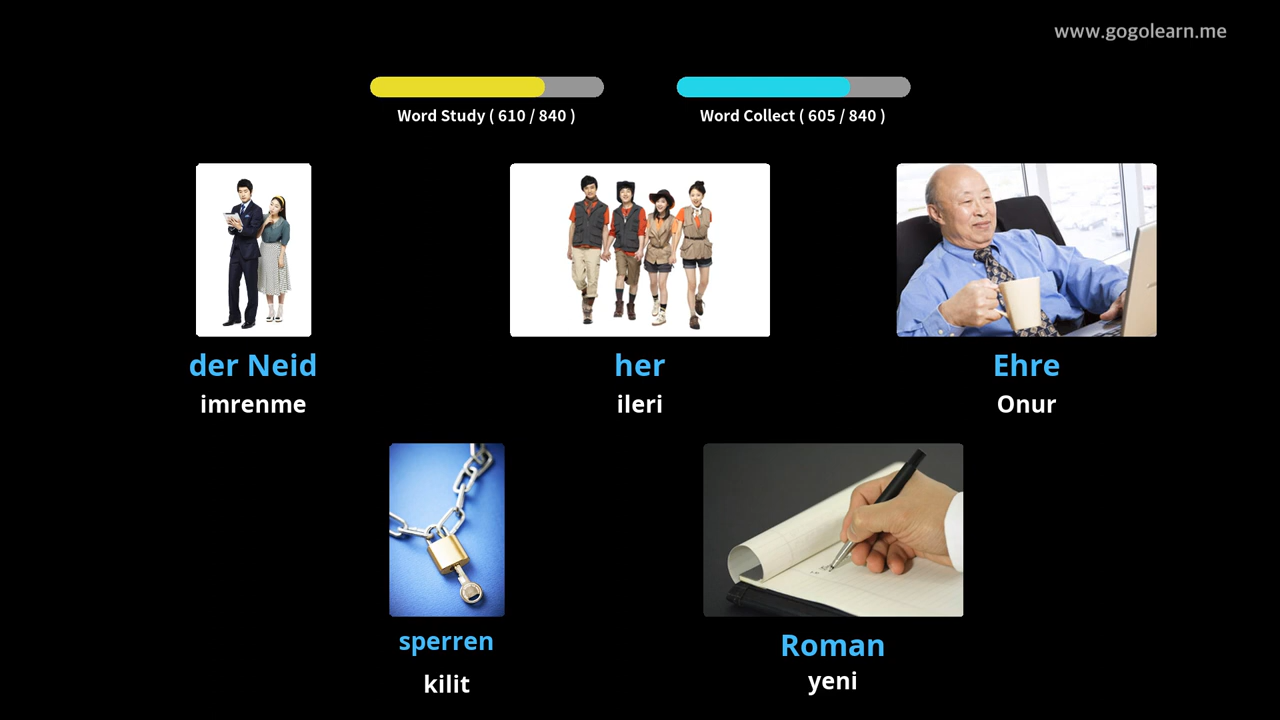 www.gogolearn.me
Word Study ( 610 / 840 )
Word Collect ( 605 / 840 )
der Neid
imrenme
her
ileri
Ehre
Onur
sperren
kilit
Roman
yeni